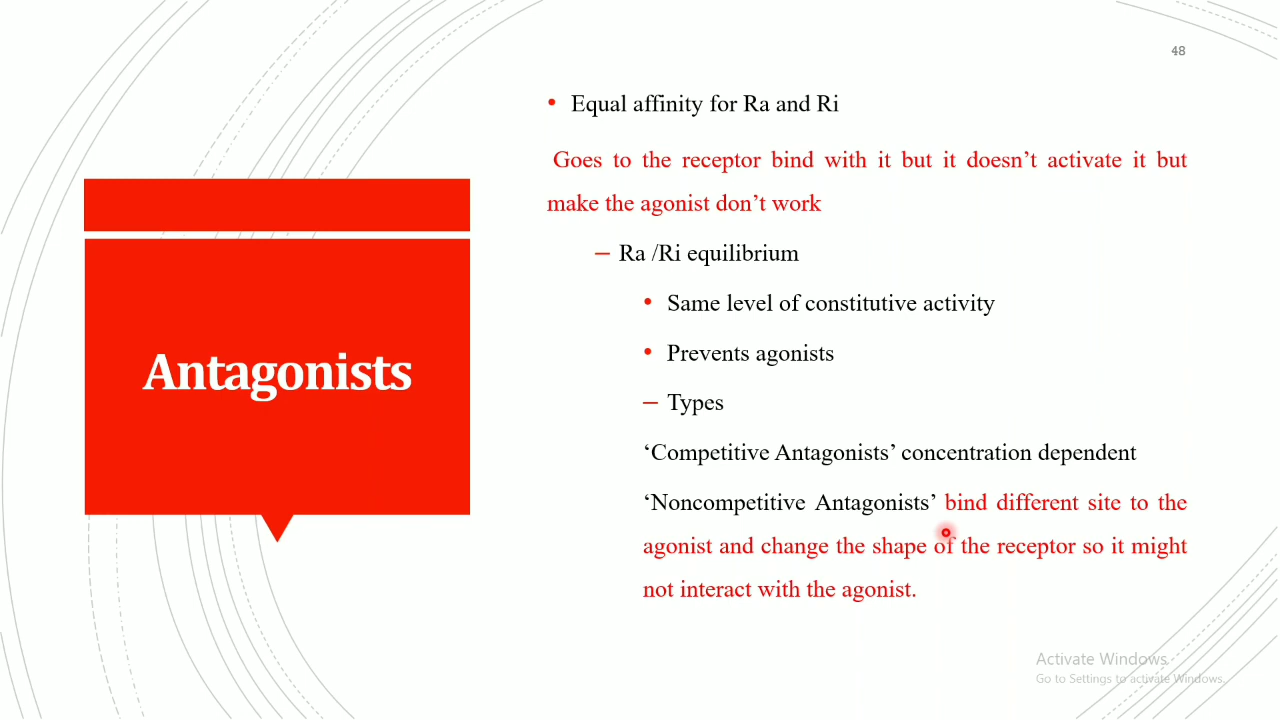 48
Antagonists
• Equal affinity for Ra and Ri
Goes to the receptor bind with it but it doesn’t activate it but
make the agonist don’t work
– Ra /Ri equilibrium
• Same level of constitutive activity
• Prevents agonists
– Types
‘Competitive Antagonists’ concentration dependent
‘Noncompetitive Antagonists’ bind different site to the
agonist and change the shape of the receptor so it might
not interact with the agonist.
Activate Windows
Go to Settings to activate Windows.